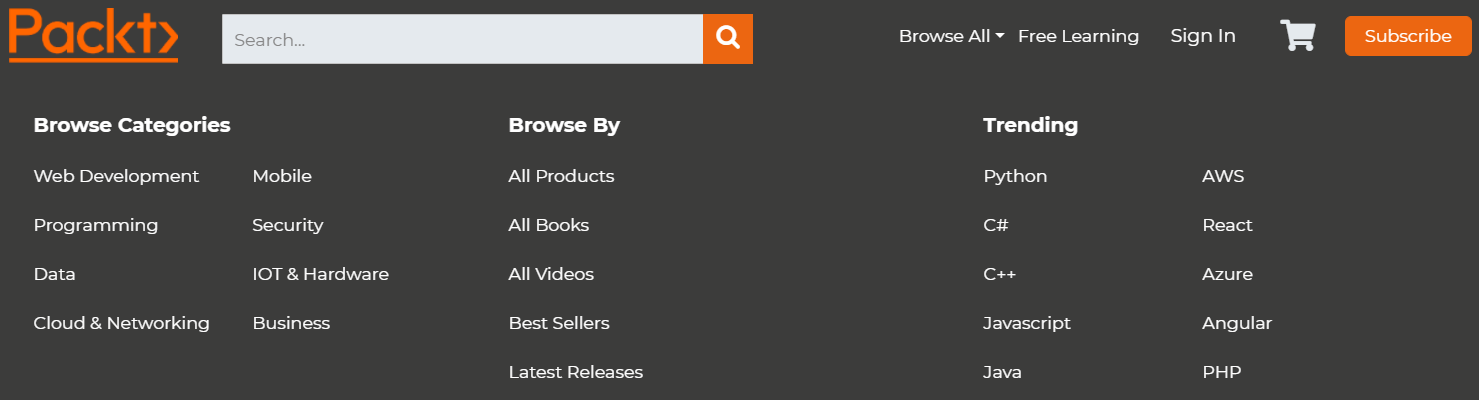 Packt>
Search...
Browse All
Free Learning
Sign In
Subscribe
Browse Categories
Web Development
Programming
Data
Cloud & Networking
Mobile
Security
IOT & Hardware
Business
Browse By
All Products
All Books
All Videos
Best Sellers
Latest Releases
Trending
Python
C#
C++
Javascript
Java
AWS
React
Azure
Angular
PHP